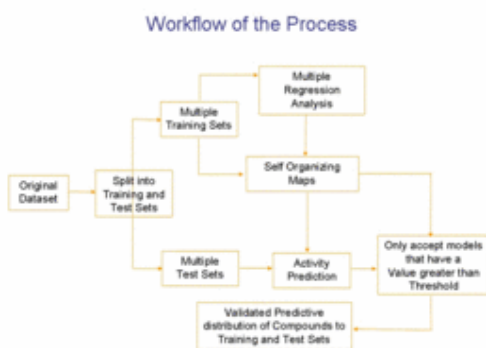 Workflow of the Process
Multiple
Regression
Analysis
Multiple
Training Sets
Self Organizing
Maps
Original
Dataset
Split into
Training and
Test Sets
Multiple
Test Sets
Activity
Prediction
Only accept models
that have a
Value greater than
Threshold
Validated Predictive
distribution of Compounds to
Training and Test Sets